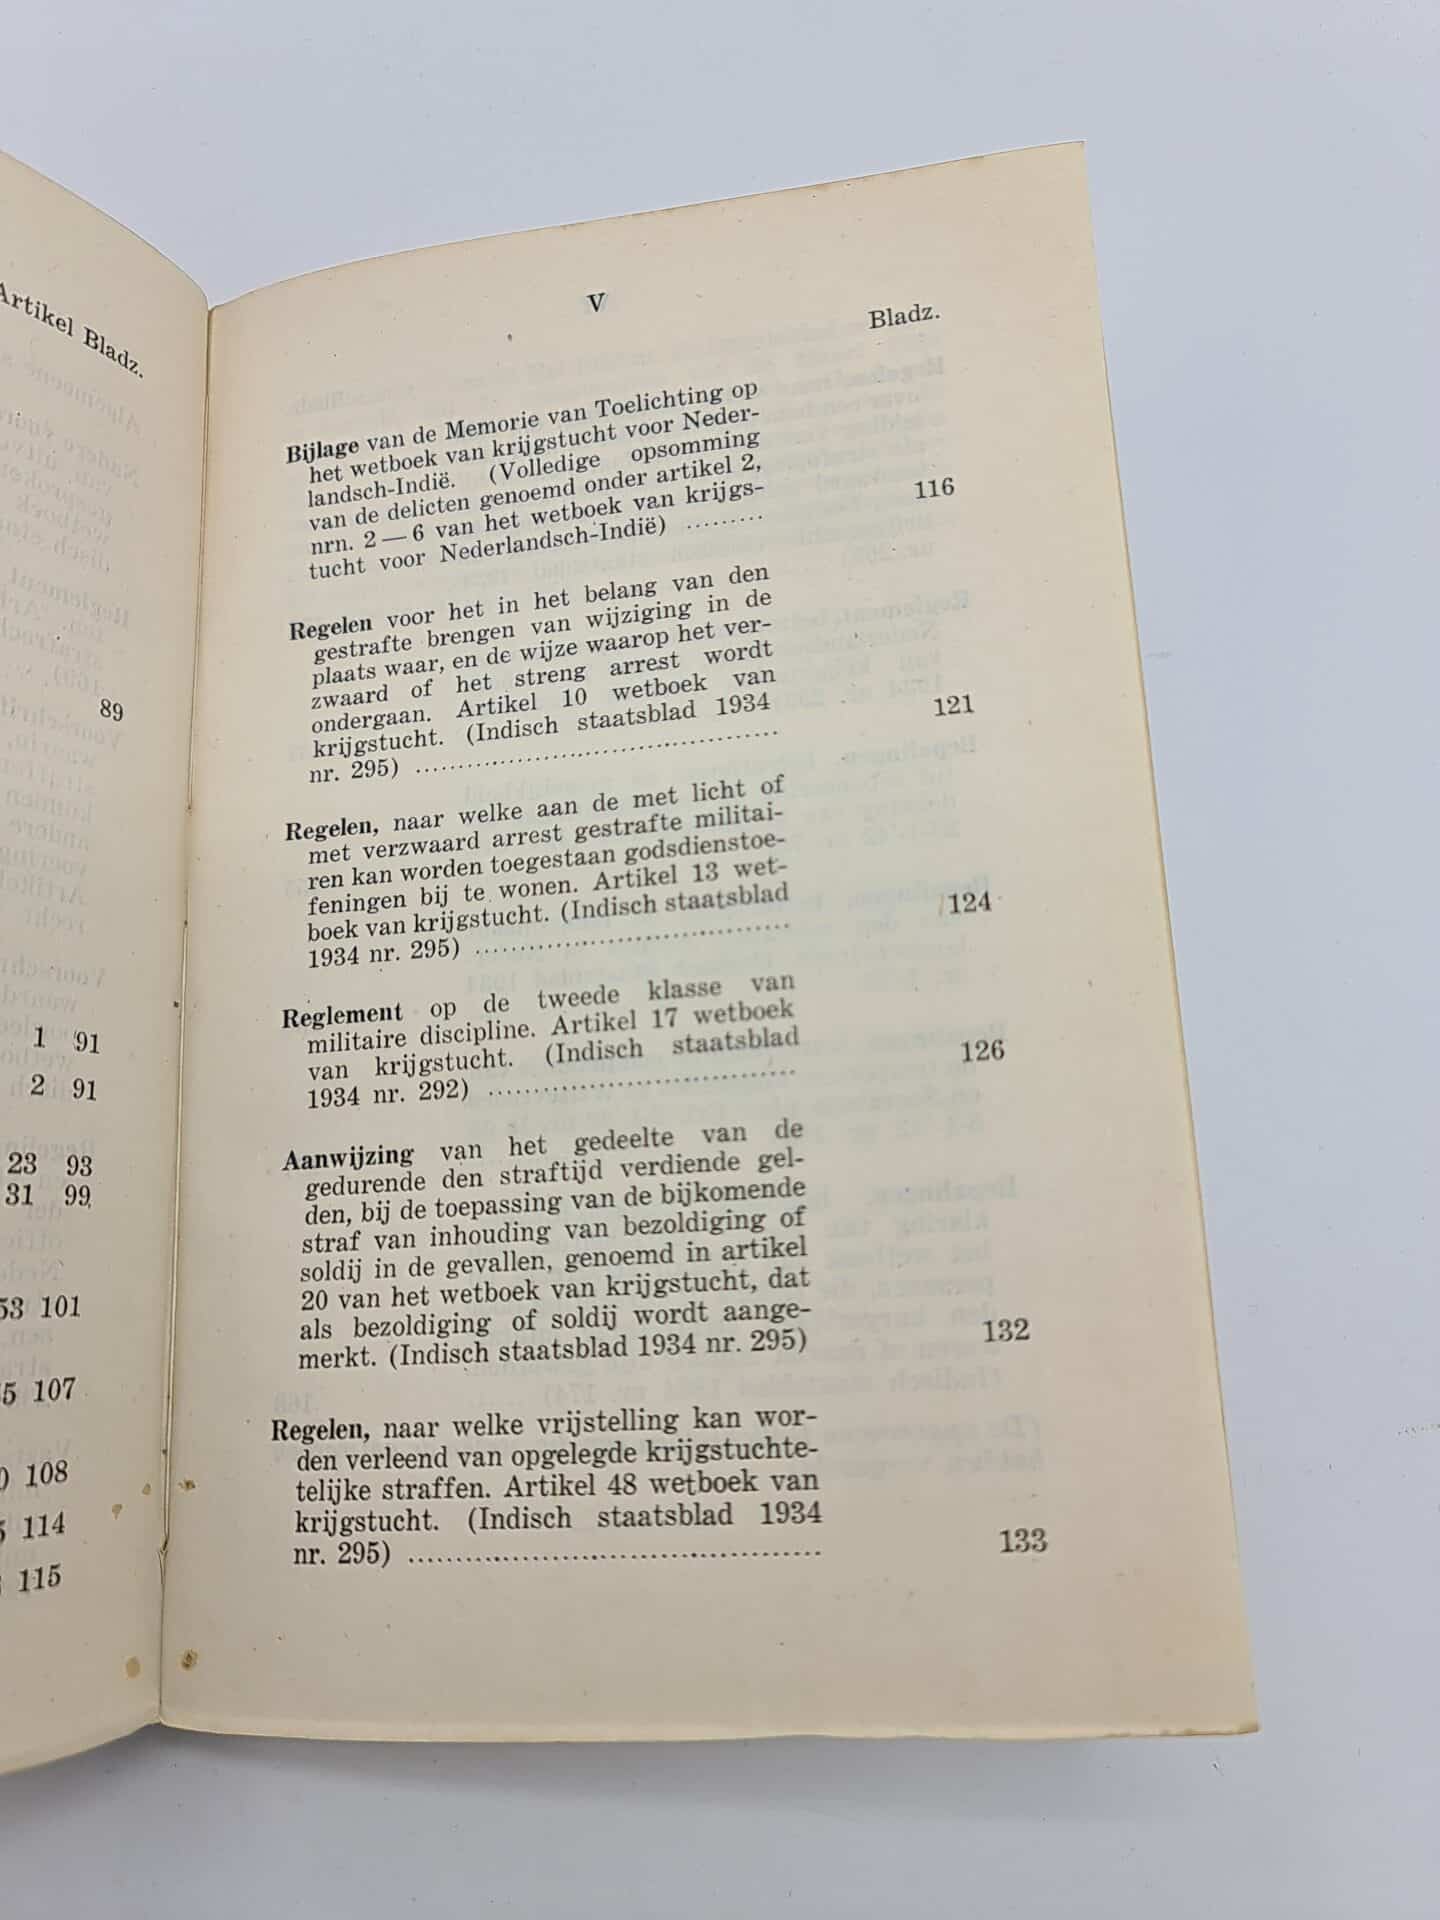 Artikel Bladz.
89
1 91
2 91
23 93
31 99
53 101
107
108
114
115
V
Bladz.
Bijlage van de Memorie van Toelichting op
het wetboek van krijgstucht voor Neder-
landsch-Indië. (Volledige opsomming
van de delicten genoemd onder artikel 2,
nrn. 2 — 6 van het wetboek van krijgs-
tucht voor Nederlandsch-Indië) ......... 116
Regelen voor het in het belang van den
gestrafte brengen van wijziging in de
plaats waar, en de wijze waarop het ver-
zwaard of het streng arrest wordt
ondergaan. Artikel 10 wetboek van
krijgstucht. (Indisch staatsblad 1934
nr. 295) ........................................ 121
Regelen, naar welke aan de met licht of
met verzwaard arrest gestrafte militai-
ren kan worden toegestaan godsdienstoe-
feningen bij te wonen. Artikel 13 wet-
boek van krijgstucht. (Indisch staatsblad
1934 nr. 295) .................................. 124
Reglement op de tweede klasse van
militaire discipline. Artikel 17 wetboek
van krijgstucht. (Indisch staatsblad
1934 nr. 292) .................................. 126
Aanwijzing van het gedeelte van de
gedurende den straftijd verdiende gel-
den, bij de toepassing van de bijkomende
straf van inhouding van bezoldiging of
soldij in de gevallen, genoemd in artikel
20 van het wetboek van krijgstucht, dat
als bezoldiging of soldij wordt aange-
merkt. (Indisch staatsblad 1934 nr. 295) 132
Regelen, naar welke vrijstelling kan wor-
den verleend van opgelegde krijgstuchte-
telijke straffen. Artikel 48 wetboek van
krijgstucht. (Indisch staatsblad 1934
nr. 295) ........................................ 133